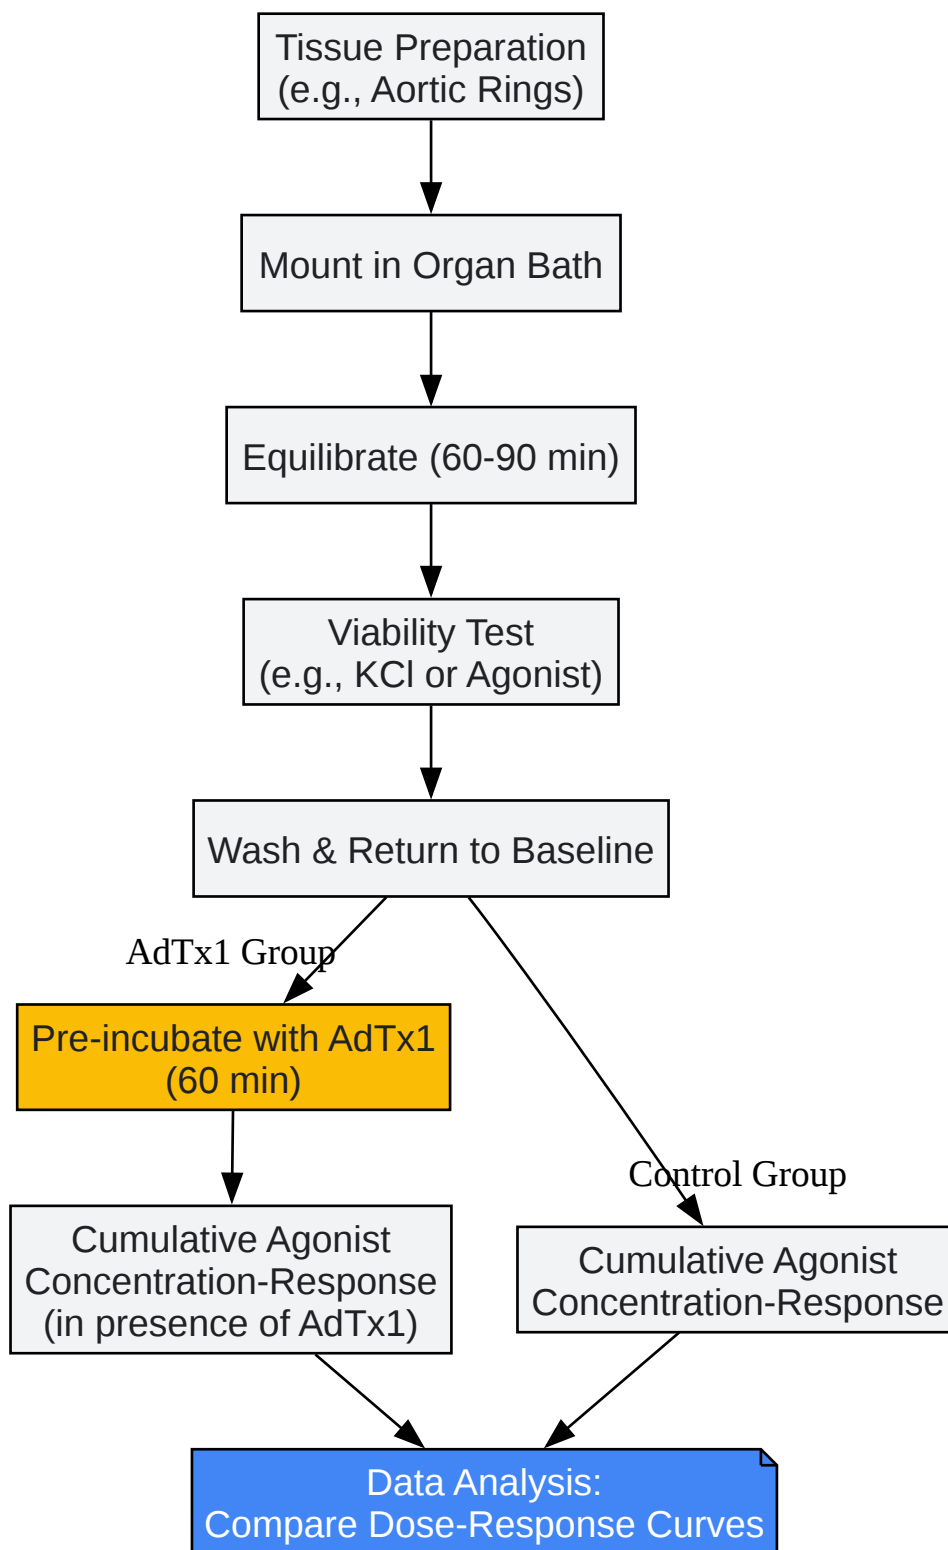 Tissue Preparation
(e.g., Aortic Rings)
Mount in Organ Bath
Equilibrate (60-90 min)
Viability Test
(e.g., KCl or Agonist)
Wash & Return to Baseline
AdTx1 Group
Pre-incubate with AdTx1
(60 min)
Control Group
Cumulative Agonist
Concentration-Response
(in presence of AdTx1)
Cumulative Agonist
Concentration-Response
Data Analysis:
Compare Dose-Response Curves